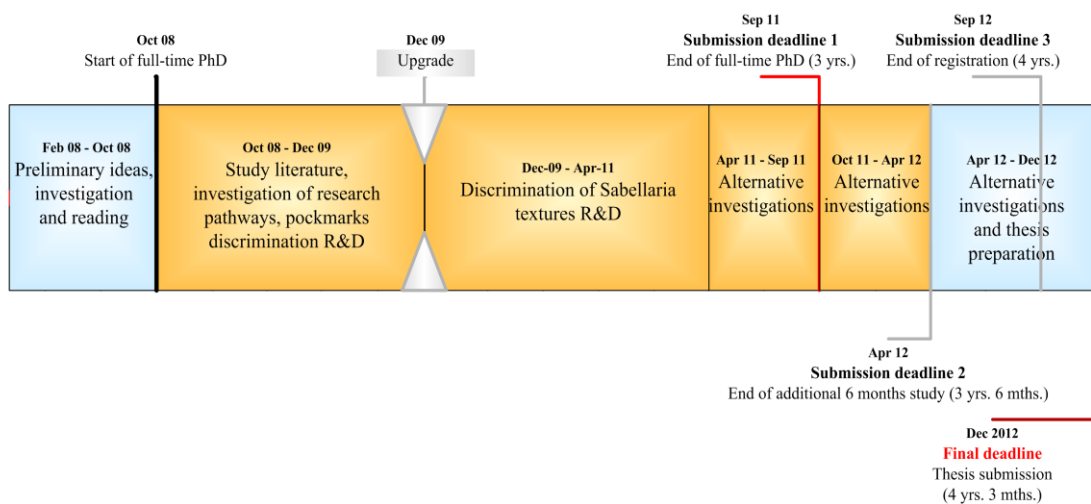 Oct 08
Start of full-time PhD
Dec 09
Upgrade
Sep 11
Submission deadline 1
End of full-time PhD (3 yrs.)
Sep 12
Submission deadline 3
End of registration (4 yrs.)
Feb 08 - Oct 08
Preliminary ideas,
investigation
and reading
Oct 08 - Dec 09
Study literature,
investigation of research
pathways, pockmarks
discrimination R&D
Dec-09 - Apr-11
Discrimination of Sabellaria
textures R&D
Apr 11 - Sep 11
Alternative
investigations
Oct 11 - Apr 12
Alternative
investigations
Apr 12 - Dec 12
Alternative
investigations
and thesis
preparation
Apr 12
Submission deadline 2
End of additional 6 months study (3 yrs. 6 mths.)
Dec 2012
Final deadline
Thesis submission
(4 yrs. 3 mths.)